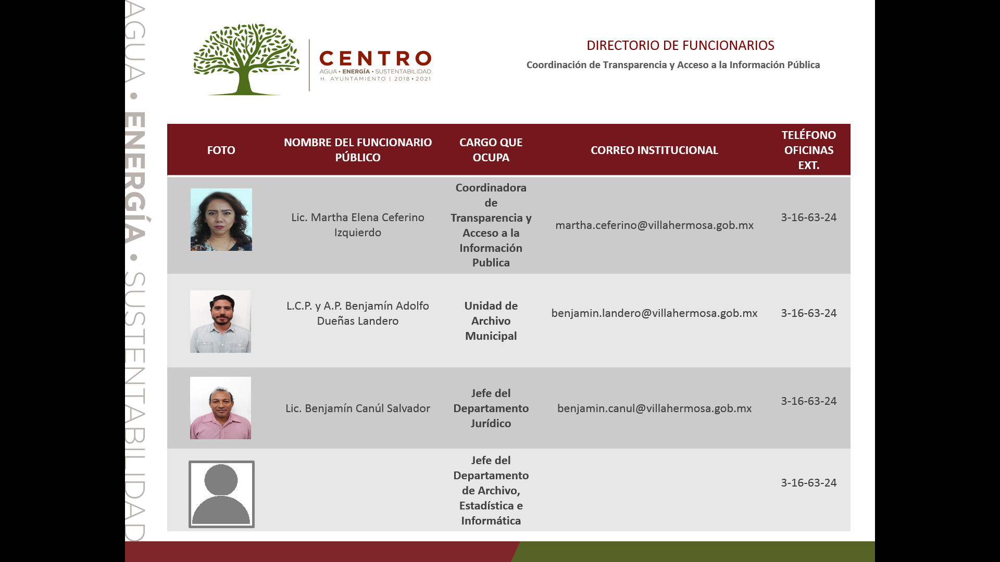 AGUA • ENERGÍA • SUSTENTABILIDAD
CENTRO
AGUA • ENERGÍA • SUSTENTABILIDAD
H. AYUNTAMIENTO | 2018 • 2021
DIRECTORIO DE FUNCIONARIOS
Coordinación de Transparencia y Acceso a la Información Pública
FOTO
NOMBRE DEL FUNCIONARIO
PÚBLICO
CARGO QUE
OCUPA
CORREO INSTITUCIONAL
TELÉFONO
OFICINAS
EXT.
Lic. Martha Elena Ceferino
Izquierdo
Coordinadora
de
Transparencia y
Acceso a la
Información
Publica
martha.ceferino@villahermosa.gob.mx
3-16-63-24
L.C.P. y A.P. Benjamín Adolfo
Dueñas Landero
Unidad de
Archivo
Municipal
benjamin.landero@villahermosa.gob.mx
3-16-63-24
Lic. Benjamín Canúl Salvador
Jefe del
Departamento
Jurídico
benjamin.canul@villahermosa.gob.mx
3-16-63-24
Jefe del
Departamento
de Archivo,
Estadística e
Informática
3-16-63-24